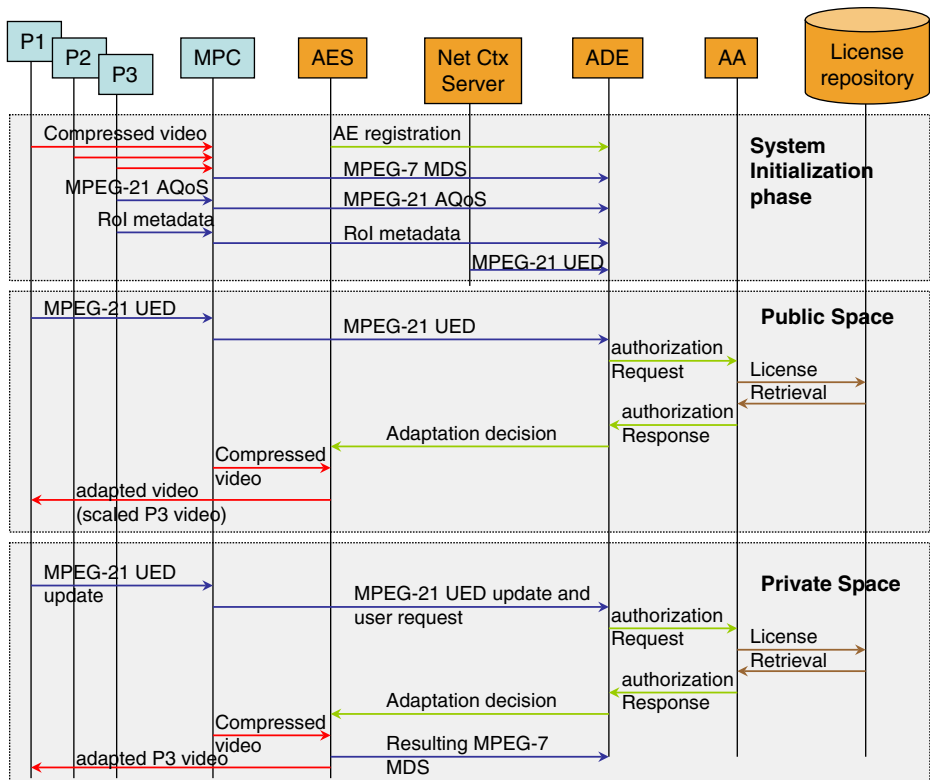 P1
P2
P3
MPC
AES
Net Ctx
Server
ADE
AA
License
repository
Compressed video
AE registration
System
Initialization
phase
MPEG-7 MDS
MPEG-21 AQoS
MPEG-21 AQoS
RoI metadata
RoI metadata
MPEG-21 UED
MPEG-21 UED
MPEG-21 UED
Public Space
authorization
Request
License
Retrieval
authorization
Response
Adaptation decision
Compressed
video
adapted video
(scaled P3 video)
MPEG-21 UED
update
MPEG-21 UED update and
user request
Private Space
authorization
Request
License
Retrieval
authorization
Response
Adaptation decision
Compressed
video
adapted P3 video
Resulting MPEG-7
MDS